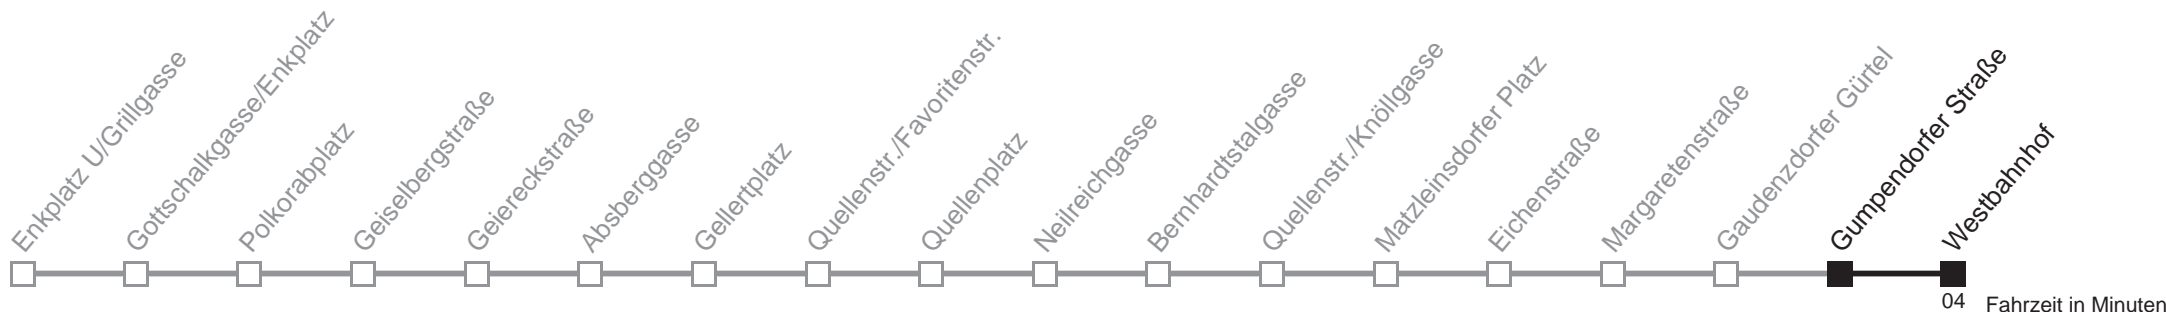 Enkplatz U/Grillgasse
Gottschalkgasse/Enkplatz
Polkorabplatz
Geiselbergstraße
Geiereckstraße
Absberggasse
Gellertplatz
Quellenstr./Favoritenstr.
Quellenplatz
Neilreichgasse
Bernhardtstalgasse
Quellenstr./Knöllgasse
Matzleinsdorfer Platz
Eichenstraße
Margaretenstraße
Gaudenzdorfer Gürtel
Gumpendorfer Straße
Westbahnhof
04
Fahrzeit in Minuten